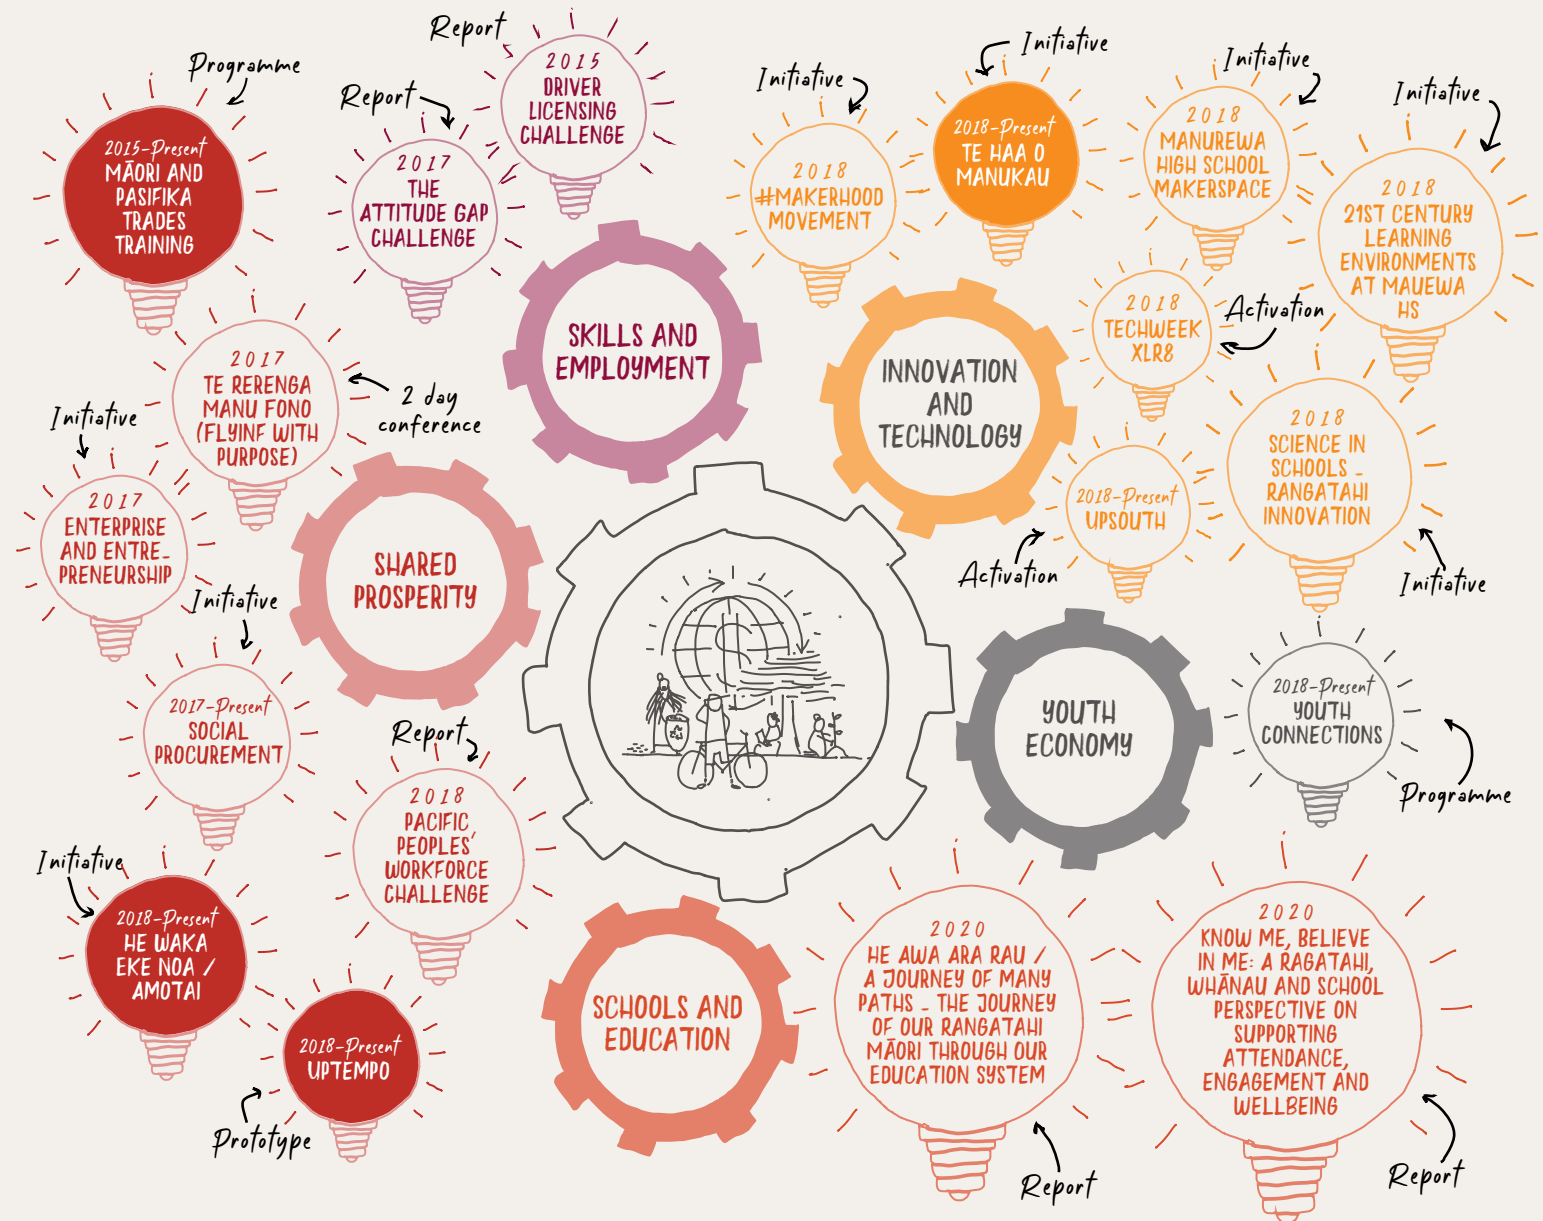 Report
2015
DRIVER
LICENSING
CHALLENGE
Programme
2015-Present
MĀORI AND
PASIFIKA
TRADES
TRAINING
Report
2017
THE
ATTITUDE GAP
CHALLENGE
SKILLS AND
EMPLOYMENT
Initiative
2018
#MAKERHOOD
MOVEMENT
Initiative
2018-Present
TE HAA O
MANUKAU
Initiative
2018
MANUREWA
HIGH SCHOOL
MAKERSPACE
Initiative
2018
21ST CENTURY
LEARNING
ENVIRONMENTS
AT MAUEWA
HS
Activation
2018
TECHWEEK
XLR8
INNOVATION
AND
TECHNOLOGY
2018
SCIENCE IN
SCHOOLS -
RANGATAHI
INNOVATION
Initiative
2018-Present
UPSOUTH
Activation
2017
TE RERENGA
MANU FONO
(FLYINF WITH
PURPOSE)
2 day
conference
Initiative
2017
ENTERPRISE
AND ENTRE-
PRENEURSHIP
SHARED
PROSPERITY
Initiative
2017-Present
SOCIAL
PROCUREMENT
Report
2018
PACIFIC
PEOPLES'
WORKFORCE
CHALLENGE
Initiative
2018-Present
HE WAKA
EKE NOA /
AMOTAI
2018-Present
UPTEMPO
Prototype
YOUTH
ECONOMY
2018-Present
YOUTH
CONNECTIONS
Programme
SCHOOLS AND
EDUCATION
2020
HE AWA ARA RAU /
A JOURNEY OF MANY
PATHS - THE JOURNEY
OF OUR RANGATAHI
MĀORI THROUGH OUR
EDUCATION SYSTEM
Report
2020
KNOW ME, BELIEVE
IN ME: A RAGATAHI,
WHĀNAU AND SCHOOL
PERSPECTIVE ON
SUPPORTING
ATTENDANCE,
ENGAGEMENT AND
WELLBEING
Report